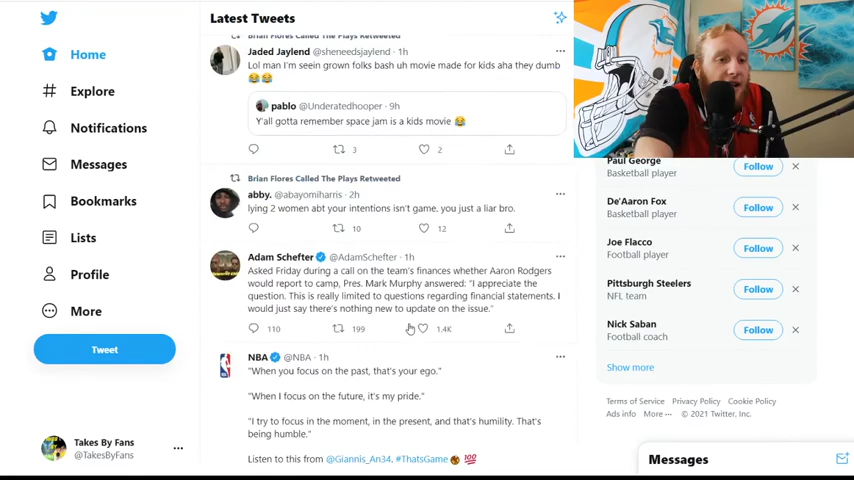 Latest Tweets
Home
Explore
Notifications
Messages
Bookmarks
Lists
Profile
More
Tweet
Takes By Fans
@TakesByFans
Brian Flores Called The Plays Retweeted
Jaded Jaylend @sheneedsjaylend · 1h
Lol man I'm seein grown folks bash uh movie made for kids aha they dumb
😂😂
pablo @Underatedhooper · 9h
Y'all gotta remember space jam is a kids movie 😂
3 2
Brian Flores Called The Plays Retweeted
abby. @abayomiharris · 2h
lying 2 women abt your intentions isn't game. you just a liar bro.
10 12
Adam Schefter @AdamSchefter · 1h
Asked Friday during a call on the team's finances whether Aaron Rodgers
would report to camp, Pres. Mark Murphy answered: "I appreciate the
question. This is really limited to questions regarding financial statements. I
would just say there's nothing new to update on the issue."
110 199 1.4K
NBA @NBA · 1h
"When you focus on the past, that's your ego."
"When I focus on the future, it's my pride."
"I try to focus in the moment, in the present, and that's humility. That's
being humble."
Listen to this from @Giannis_An34. #ThatsGame 💯
Paul George
Basketball player
Follow
De'Aaron Fox
Basketball player
Follow
Joe Flacco
Football player
Follow
Pittsburgh Steelers
NFL team
Follow
Nick Saban
Football coach
Follow
Show more
Terms of Service Privacy Policy Cookie Policy
Ads info More ··· © 2021 Twitter, Inc.
Messages